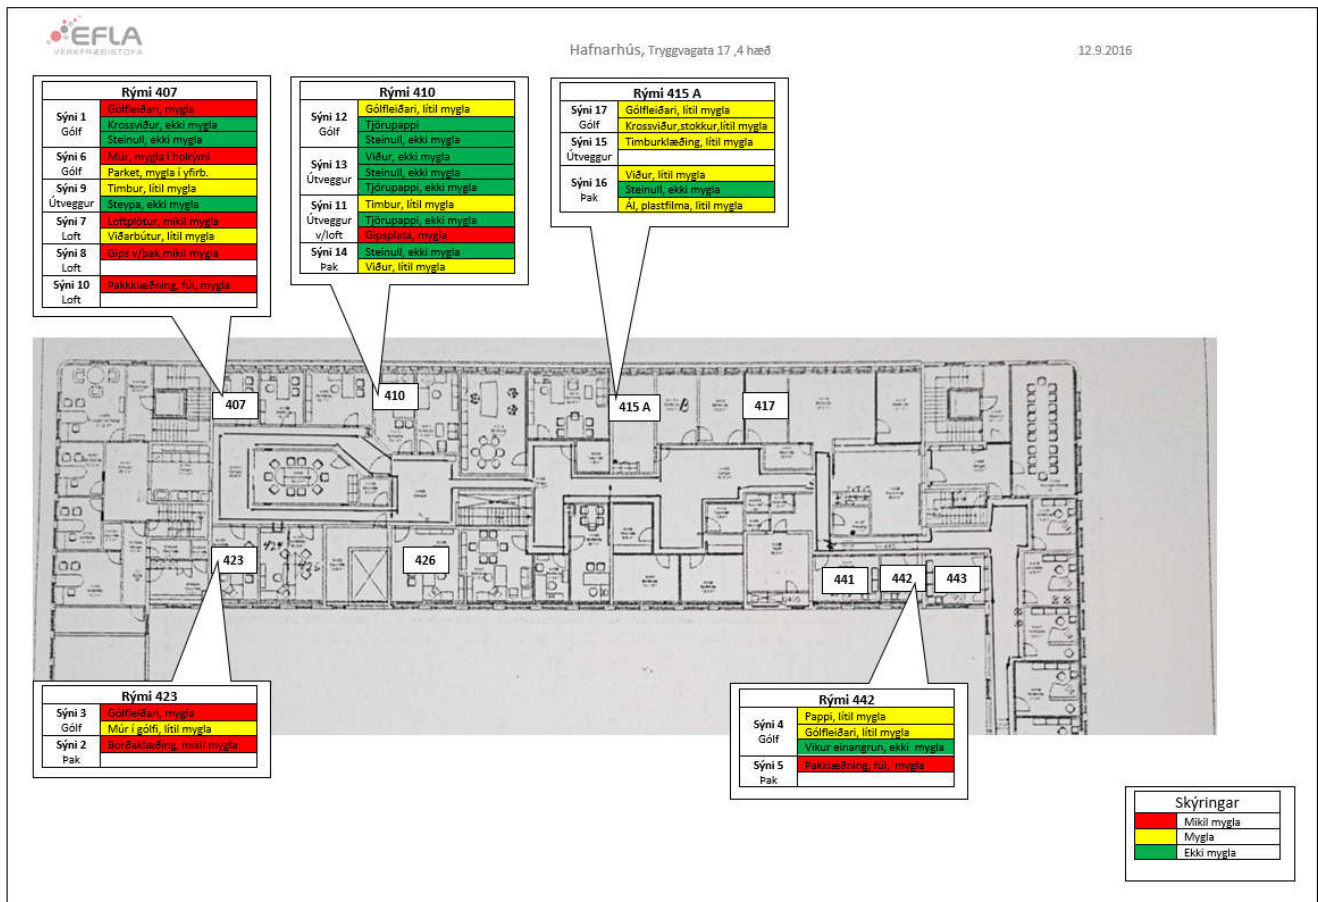 EFLA
VERKFRÆÐISTOFA
Hafnarhús, Tryggvagata 17 ,4 hæð
12.9.2016
Rými 407
Sýni 1
Gólf
Gólfleiðari, mygla
Krossviður, ekki mygla
Steinull, ekki mygla
Sýni 6
Gólf
Múr, mygla í holrými
Parket, mygla í yfirb.
Sýni 9
Útveggur
Timbur, lítil mygla
Steypa, ekki mygla
Sýni 7
Loft
Loftplötur, mikil mygla
Viðarbútur, lítil mygla
Sýni 8
Loft
Gips v/þak,mikil mygla
Sýni 10
Loft
Þakkklæðning, fúi, mygla
Rými 410
Sýni 12
Gólf
Gólfleiðari, lítil mygla
Tjörupappi
Steinull, ekki mygla
Sýni 13
Útveggur
Viður, ekki mygla
Steinull, ekki mygla
Tjörupappi, ekki mygla
Sýni 11
Útveggur
v/loft
Timbur, lítil mygla
Tjörupappi, ekki mygla
Gipsplata, mygla
Sýni 14
Þak
Steinull, ekki mygla
Viður, lítil mygla
Rými 415 A
Sýni 17
Gólf
Gólfleiðari, lítil mygla
Krossviður,stokkur,lítil mygla
Sýni 15
Útveggur
Timburklæðing, lítil mygla
Sýni 16
Þak
Viður, lítil mygla
Steinull, ekki mygla
Ál, plastfilma, lítil mygla
407
410
415 A
417
423
426
441
442
443
Rými 423
Sýni 3
Gólf
Gólfleiðari, mygla
Múr í gólfi, lítil mygla
Sýni 2
Þak
Borðaklæðing, mikil mygla
Rými 442
Sýni 4
Gólf
Pappi, lítil mygla
Gólfleiðari, lítil mygla
Vikur einangrun, ekki mygla
Sýni 5
Þak
Þakklæðning, fúi, mygla
Skýringar
Mikil mygla
Mygla
Ekki mygla